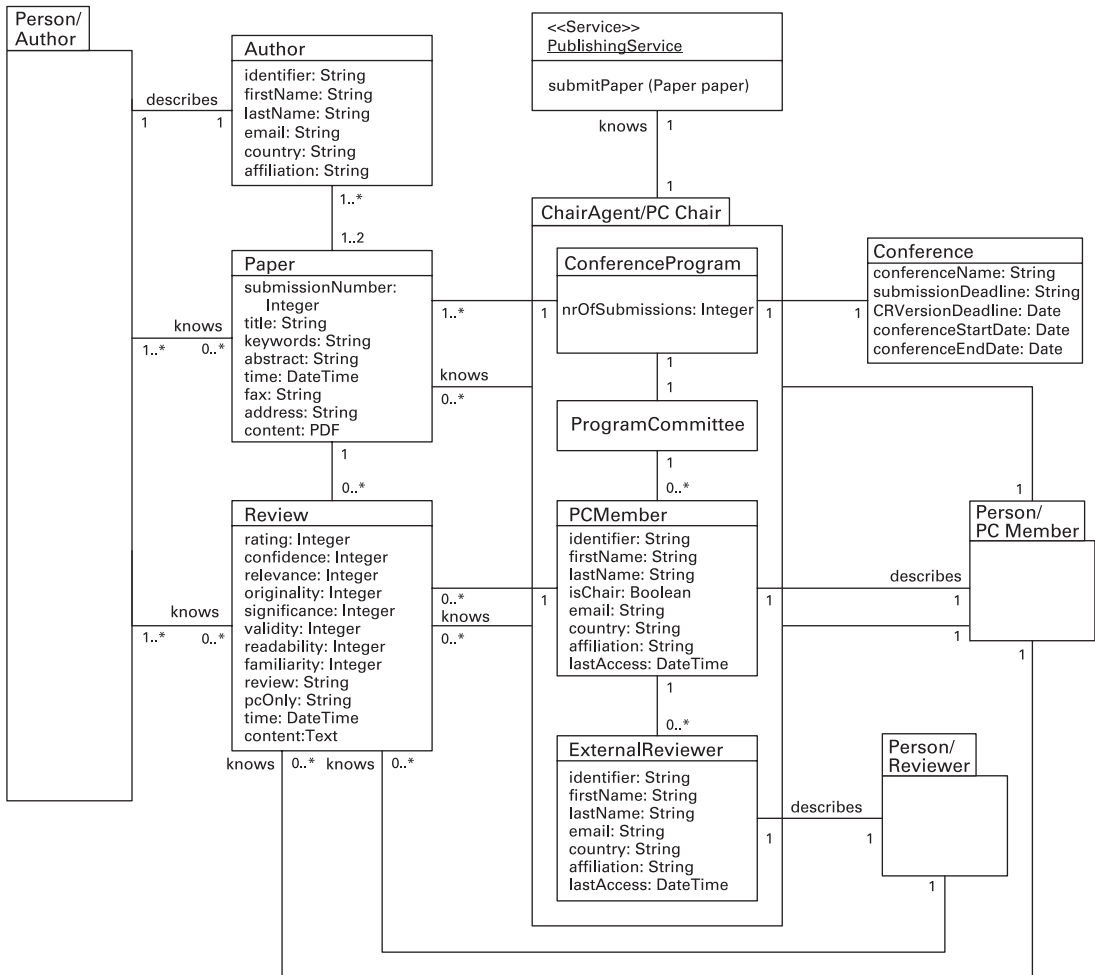 Person/
Author
Author
identifier: String
firstName: String
lastName: String
email: String
country: String
affiliation: String
describes
1
1
<<Service>>
PublishingService
submitPaper (Paper paper)
knows
1
1
1..*
1..2
ChairAgent/PC Chair
Paper
submissionNumber:
Integer
title: String
keywords: String
abstract: String
time: DateTime
fax: String
address: String
content: PDF
knows
1..*
0..*
1..*
1
knows
0..*
ConferenceProgram
nrOfSubmissions: Integer
1
1
Conference
conferenceName: String
submissionDeadline: String
CRVersionDeadline: Date
conferenceStartDate: Date
conferenceEndDate: Date
1
1
ProgramCommittee
1
0..*
1
0..*
Review
rating: Integer
confidence: Integer
relevance: Integer
originality: Integer
significance: Integer
validity: Integer
readability: Integer
familiarity: Integer
review: String
pcOnly: String
time: DateTime
content:Text
knows
1..*
0..*
0..*
1
knows
0..*
PCMember
identifier: String
firstName: String
lastName: String
isChair: Boolean
email: String
country: String
affiliation: String
lastAccess: DateTime
1
describes
1
1
1
Person/
PC Member
1
1
0..*
ExternalReviewer
identifier: String
firstName: String
lastName: String
email: String
country: String
affiliation: String
lastAccess: DateTime
1
describes
1
Person/
Reviewer
1
knows
0..*
knows
0..*